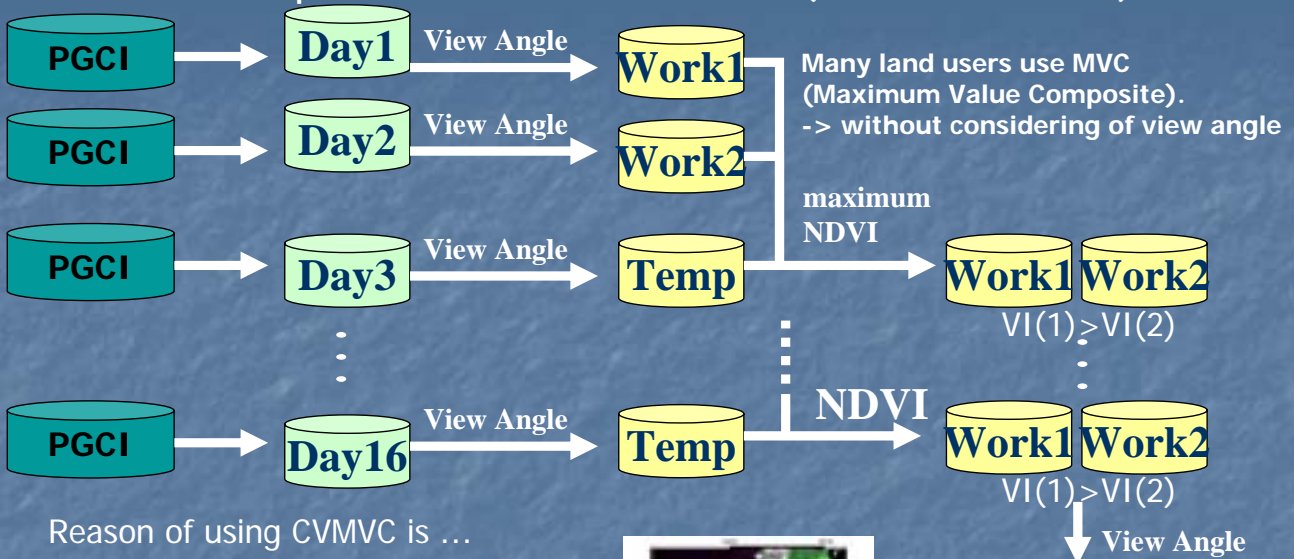 PGCI Day1 View Angle Work1
Many land users use MVC
(Maximum Value Composite).
-> without considering of view angle
PGCI Day2 View Angle Work2
maximum
NDVI
PGCI Day3 View Angle Temp Work1 Work2
VI(1)>VI(2)
PGCI Day16 View Angle Temp NDVI Work1 Work2
VI(1)>VI(2)
Reason of using CVMVC is ...
View Angle